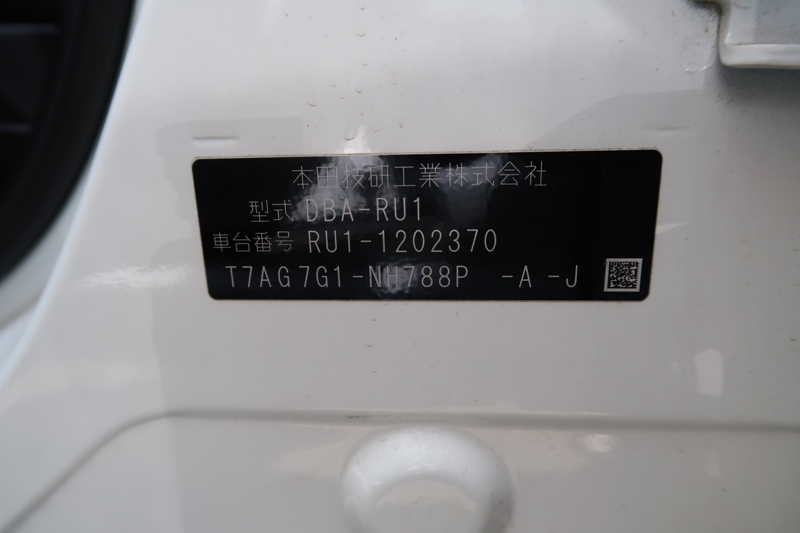 本田技研工業株式会社
型式 DBA-RU1
車台番号 RU1-1202370
T7AG7G1-NH788P -A -J